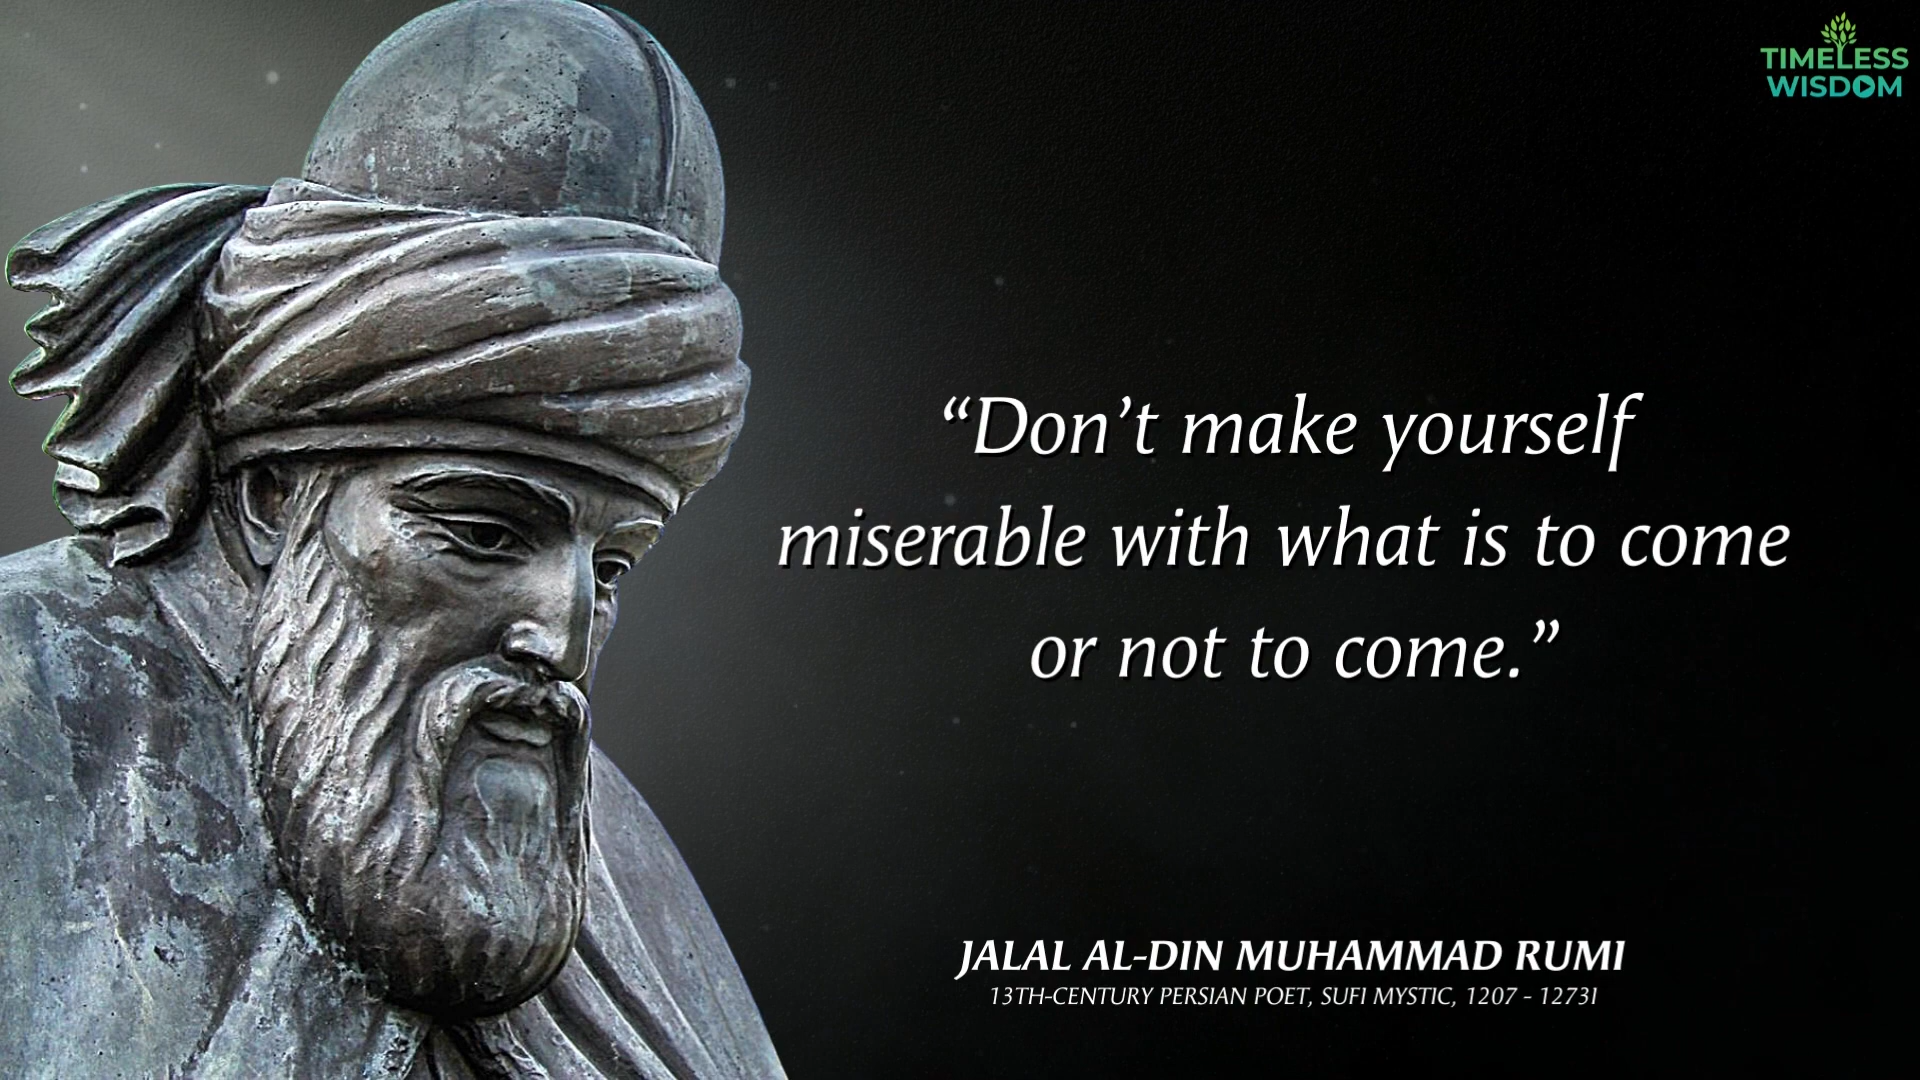 TIMELESS
WISDOM
“Don’t make yourself
miserable with what is to come
or not to come.”
JALAL AL-DIN MUHAMMAD RUMI
13TH-CENTURY PERSIAN POET, SUFI MYSTIC, 1207 - 1273I